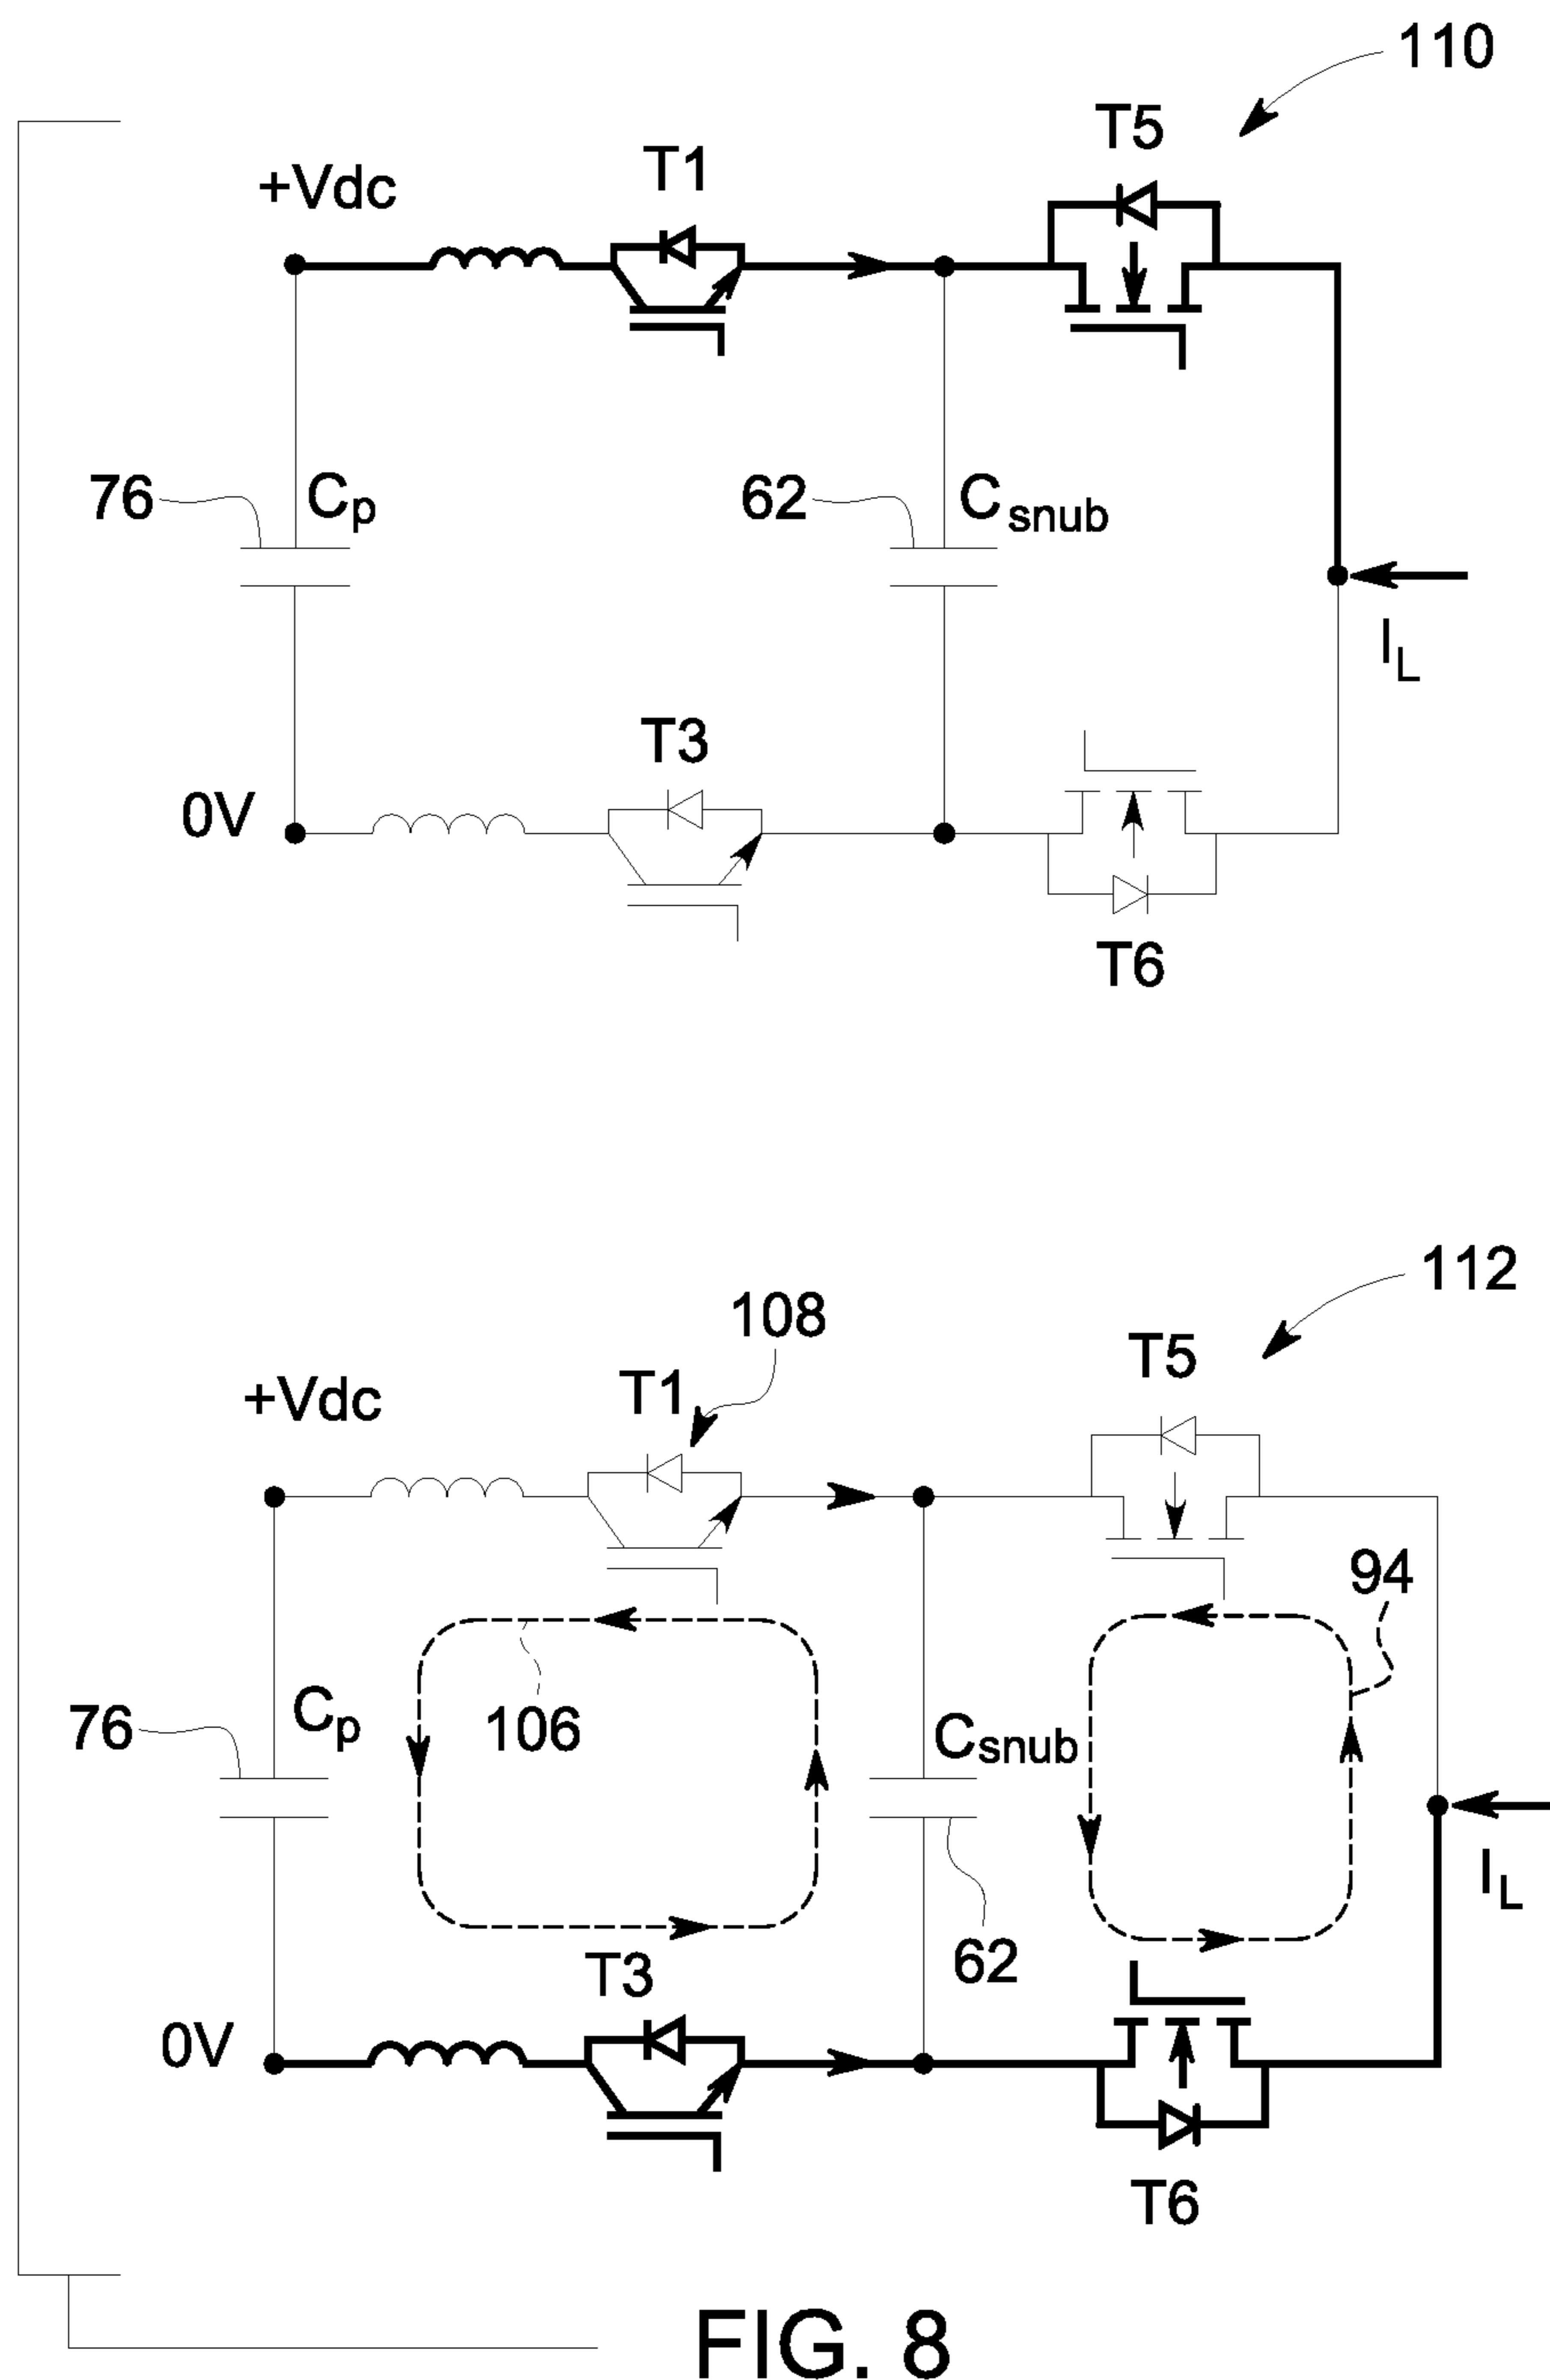 110
T5
T1
+Vdc
76
Cp
62
Csnub
IL
T3
0V
T6
112
108
T5
T1
+Vdc
94
76
Cp
106
Csnub
IL
T3
62
0V
T6
FIG. 8